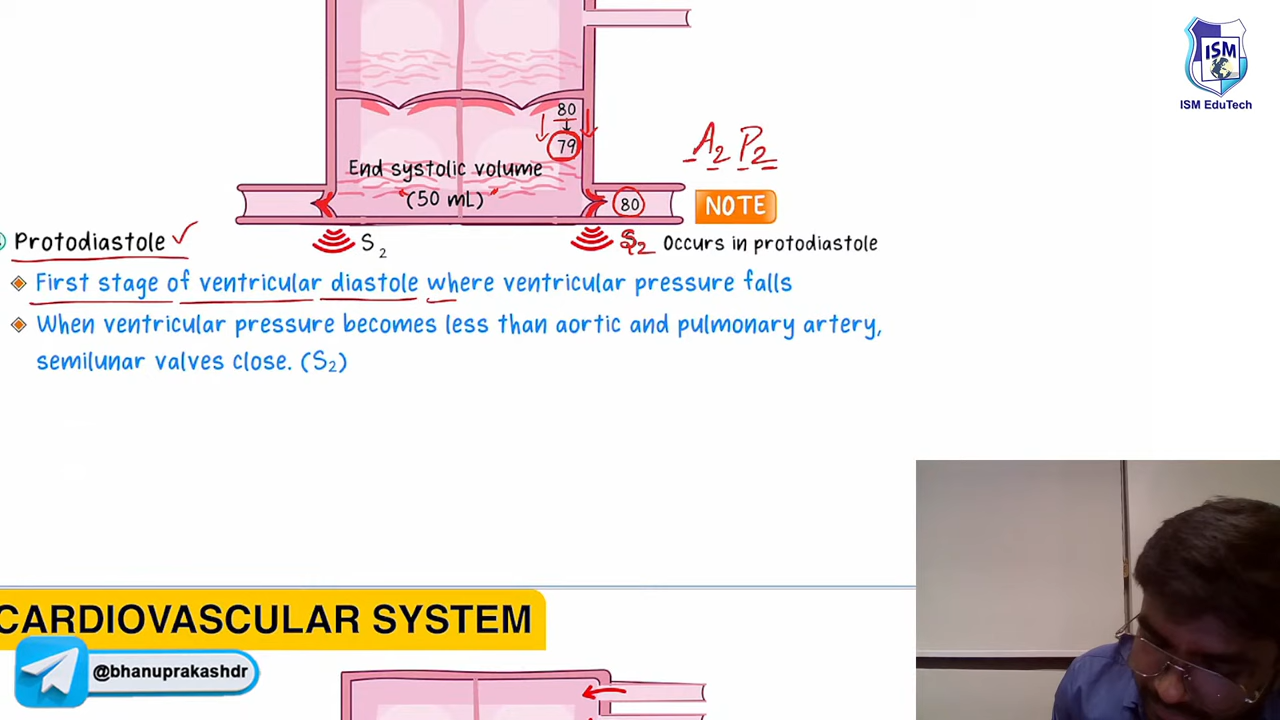 ISM
ISM EduTech
80
79
A2 P2
End systolic volume
(50 mL)
80
NOTE
Protodiastole
S2
S2 Occurs in protodiastole
First stage of ventricular diastole where ventricular pressure falls
When ventricular pressure becomes less than aortic and pulmonary artery,
semilunar valves close. (S2)
CARDIOVASCULAR SYSTEM
@bhanuprakashdr